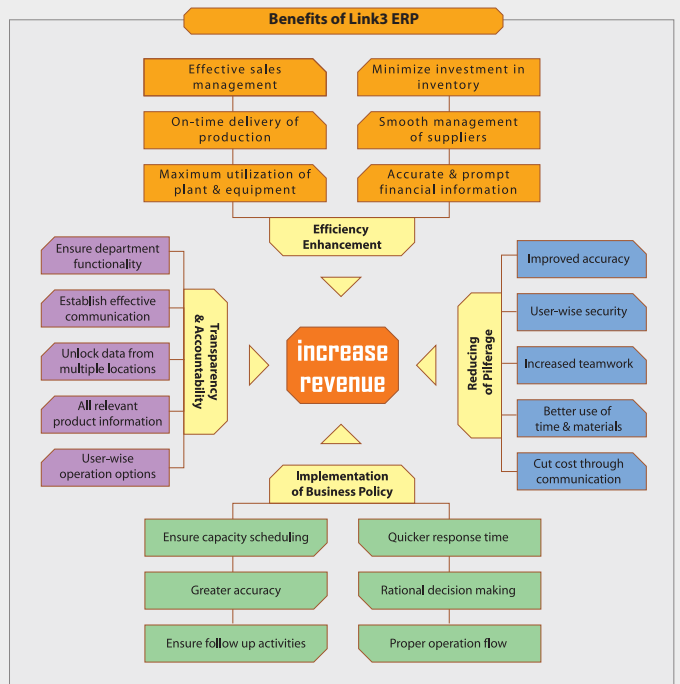 Benefits of Link3 ERP
Effective sales
management
Minimize investment in
inventory
On-time delivery of
production
Smooth management
of suppliers
Maximum utilization of
plant & equipment
Accurate & prompt
financial information
Efficiency
Enhancement
Ensure department
functionality
Establish effective
communication
Unlock data from
multiple locations
All relevant
product information
User-wise
operation options
Transparency
& Accountability
increase
revenue
Reducing
of Pilferage
Improved accuracy
User-wise security
Increased teamwork
Better use of
time & materials
Cut cost through
communication
Implementation
of Business Policy
Ensure capacity scheduling
Quicker response time
Greater accuracy
Rational decision making
Ensure follow up activities
Proper operation flow